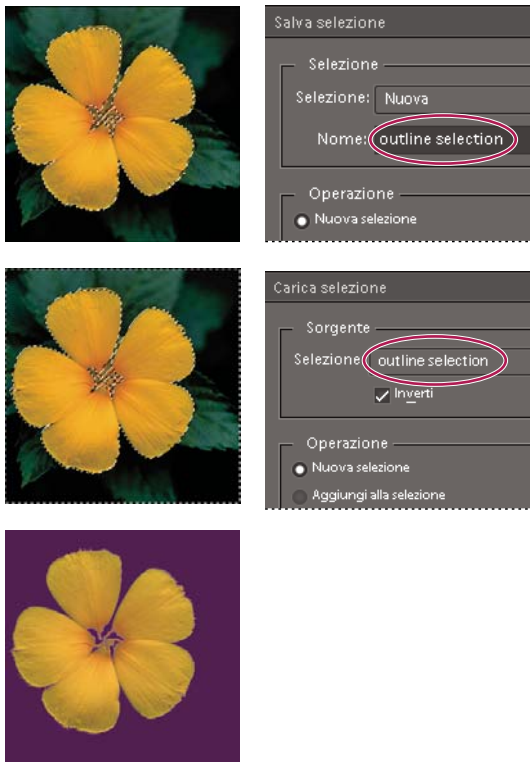 Salva selezione
Selezione
Selezione: Nuova
Nome: outline selection
Operazione
Nuova selezione
Carica selezione
Sorgente
Selezione: outline selection
Inverti
Operazione
Nuova selezione
Aggiungi alla selezione